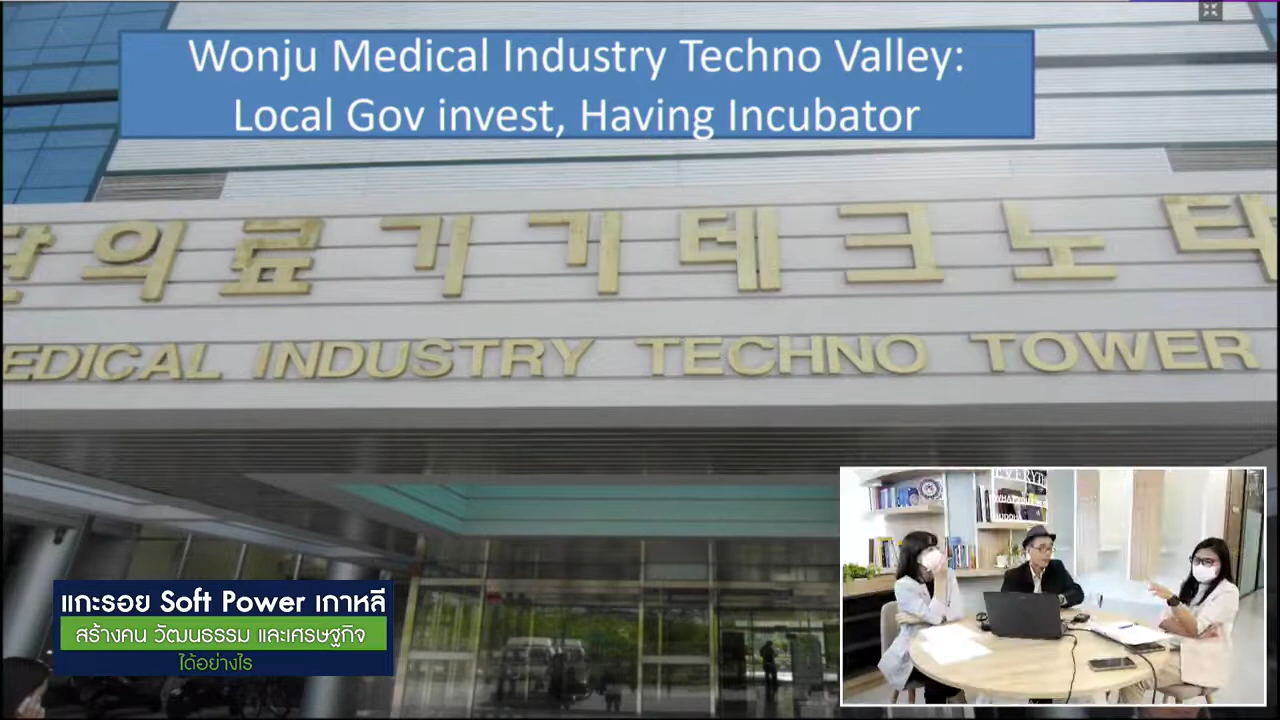 Wonju Medical Industry Techno Valley:
Local Gov invest, Having Incubator
의료기기테크노타
EDICAL INDUSTRY TECHNO TOWER
แกะรอย Soft Power เกาหลี
สร้างคน วัฒนธรรม และเศรษฐกิจ
ได้อย่างไร